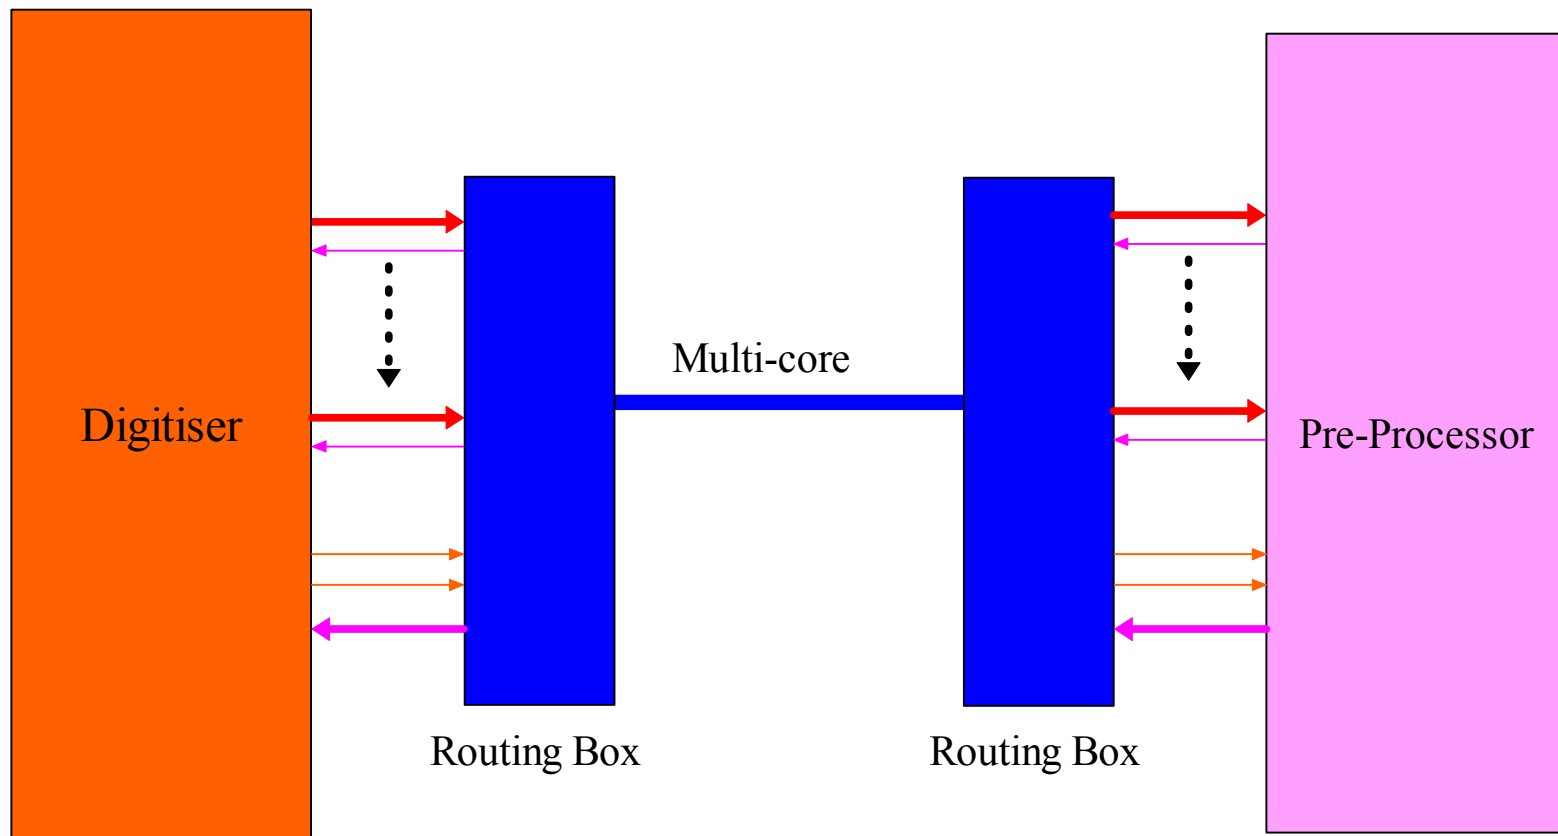 Multi-core
Digitiser
Pre-Processor
Routing Box
Routing Box